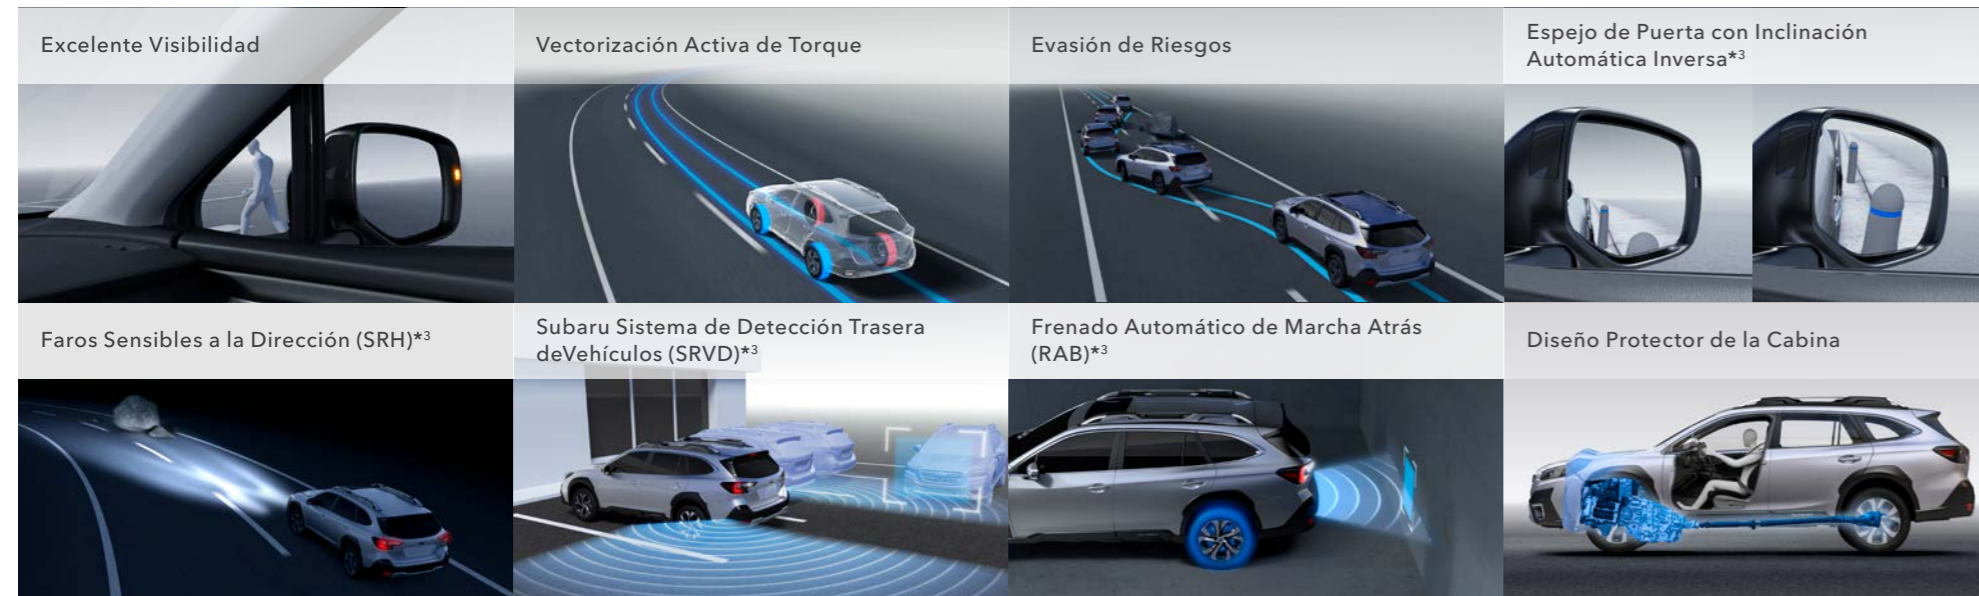 Excelente Visibilidad
Vectorización Activa de Torque
Evasión de Riesgos
Espejo de Puerta con Inclinación
Automática Inversa*3
Faros Sensibles a la Dirección (SRH)*3
Subaru Sistema de Detección Trasera
deVehículos (SRVD)*3
Frenado Automático de Marcha Atrás
(RAB)*3
Diseño Protector de la Cabina